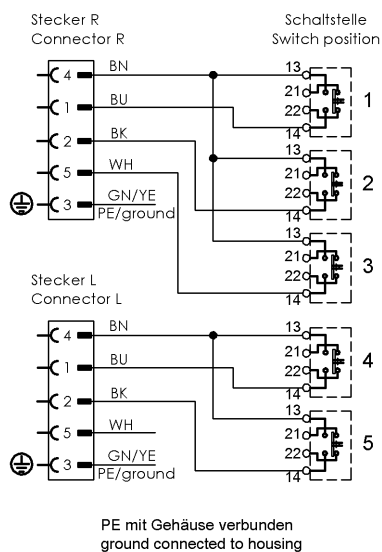 Stecker R
Connector R
Schaltstelle
Switch position
4 BN
1 BU
2 BK
5 WH
3 GN/YE
PE/ground
13
21
22
14
1
13
21
22
14
2
13
21
22
14
3
Stecker L
Connector L
4 BN
1 BU
2 BK
5 WH
3 GN/YE
PE/ground
13
21
22
14
4
13
21
22
14
5
PE mit Gehäuse verbunden
ground connected to housing